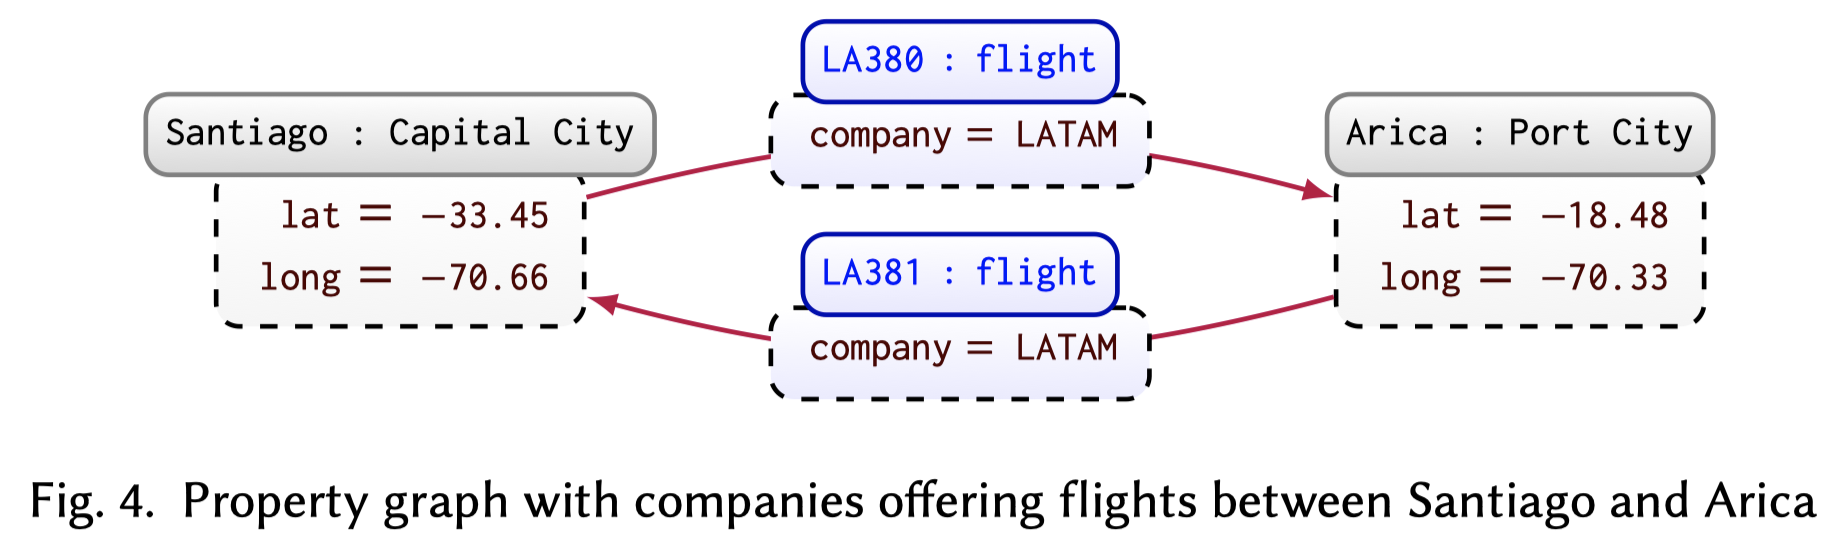 LA380 : flight
company = LATAM
Santiago : Capital City
lat = −33.45
long = −70.66
Arica : Port City
lat = −18.48
long = −70.33
LA381 : flight
company = LATAM
Fig. 4. Property graph with companies offering flights between Santiago and Arica